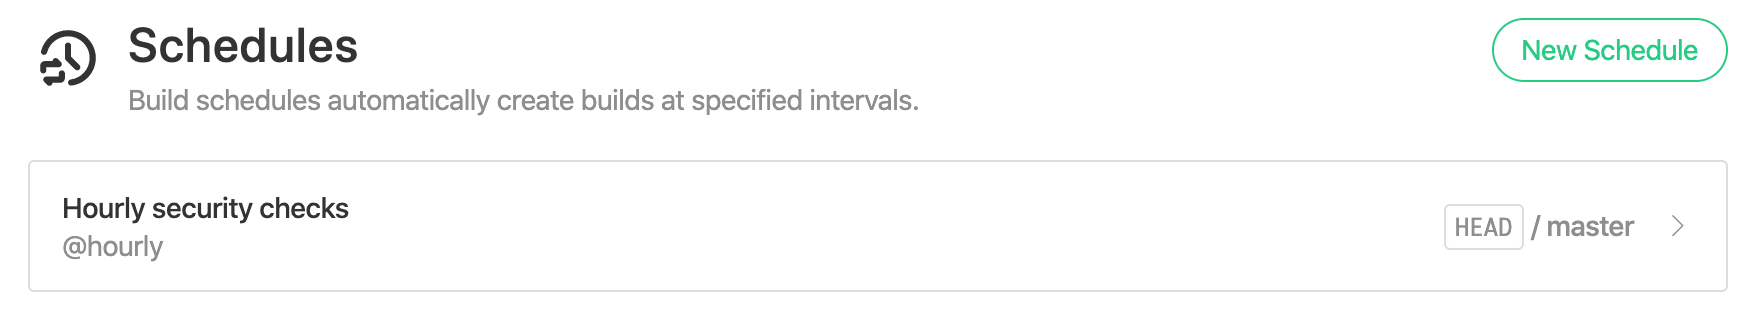 Schedules
New Schedule
Build schedules automatically create builds at specified intervals.
Hourly security checks
@hourly
HEAD / master